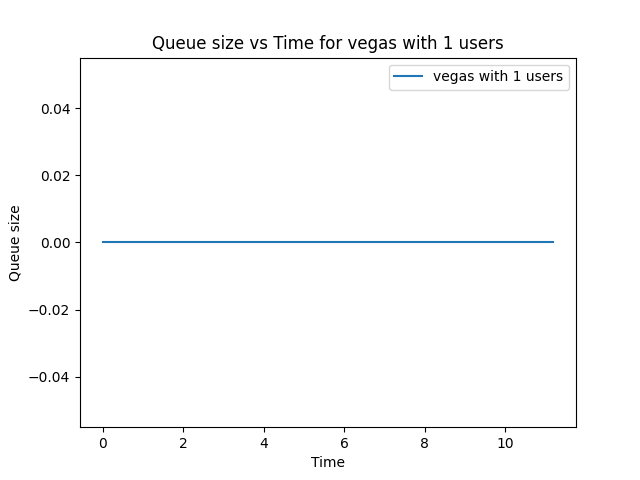 Queue size vs Time for vegas with 1 users
vegas with 1 users
0.04
0.02
0.00
−0.02
−0.04
Queue size
0 2 4 6 8 10
Time